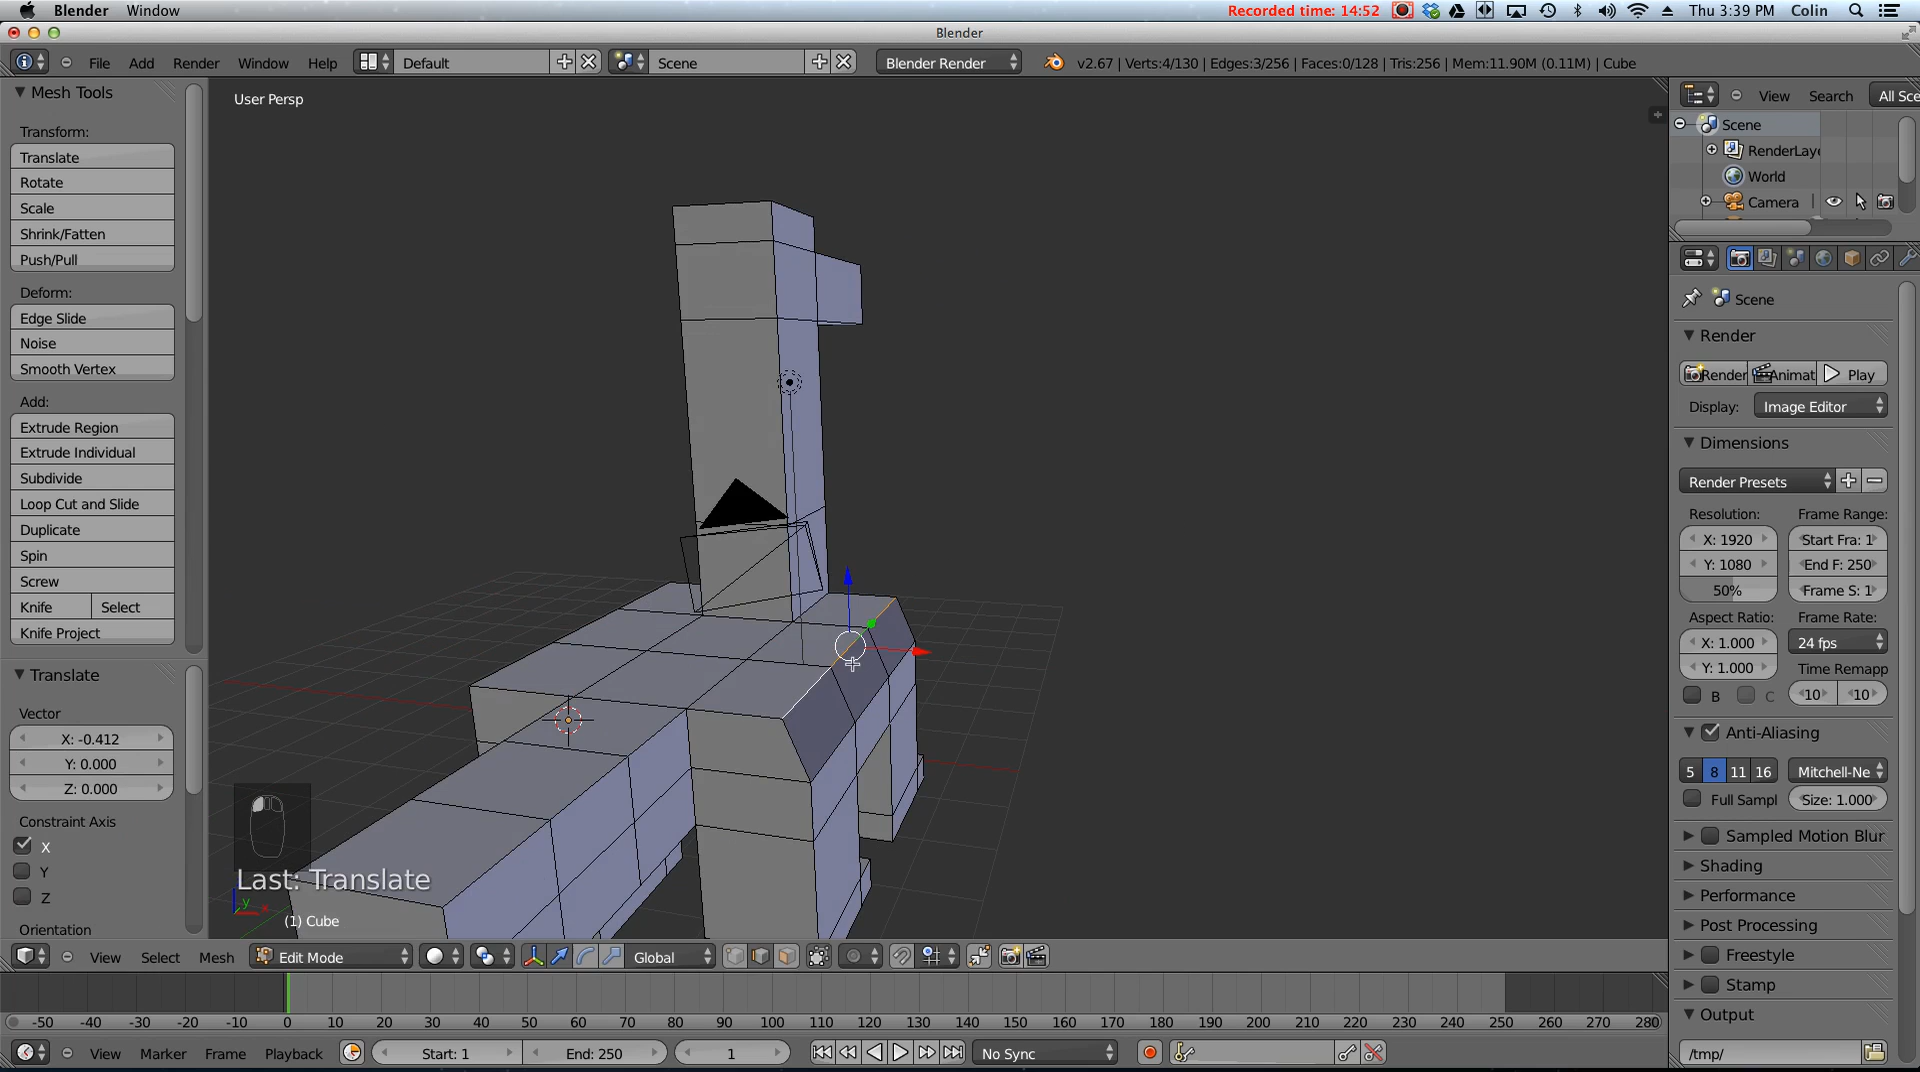 Blender Window
Recorded time: 14:52
Thu 3:39 PM Colin
Blender
File Add Render Window Help Default Scene Blender Render v2.67 | Verts:4/130 | Edges:3/256 | Faces:0/128 | Tris:256 | Mem:11.90M (0.11M) | Cube
Mesh Tools
Transform:
Translate
Rotate
Scale
Shrink/Fatten
Push/Pull
Deform:
Edge Slide
Noise
Smooth Vertex
Add:
Extrude Region
Extrude Individual
Subdivide
Loop Cut and Slide
Duplicate
Spin
Screw
Knife Select
Knife Project
Translate
Vector
X: -0.412
Y: 0.000
Z: 0.000
Constraint Axis
X
Y
Z
Orientation
User Persp
Last: Translate
y
x
(1) Cube
View Select Mesh Edit Mode Global
-50 -40 -30 -20 -10 0 10 20 30 40 50 60 70 80 90 100 110 120 130 140 150 160 170 180 190 200 210 220 230 240 250 260 270 280
View Marker Frame Playback Start: 1 End: 250 1 No Sync
View Search All Sce
Scene
RenderLaye
World
Camera
Scene
Render
Render Animat Play
Display: Image Editor
Dimensions
Render Presets
Resolution: Frame Range:
X: 1920 Start Fra: 1
Y: 1080 End F: 250
50% Frame S: 1
Aspect Ratio: Frame Rate:
X: 1.000 24 fps
Y: 1.000 Time Remapp
B C 10 10
Anti-Aliasing
5 8 11 16 Mitchell-Ne
Full Sampl Size: 1.000
Sampled Motion Blur
Shading
Performance
Post Processing
Freestyle
Stamp
Output
/tmp/